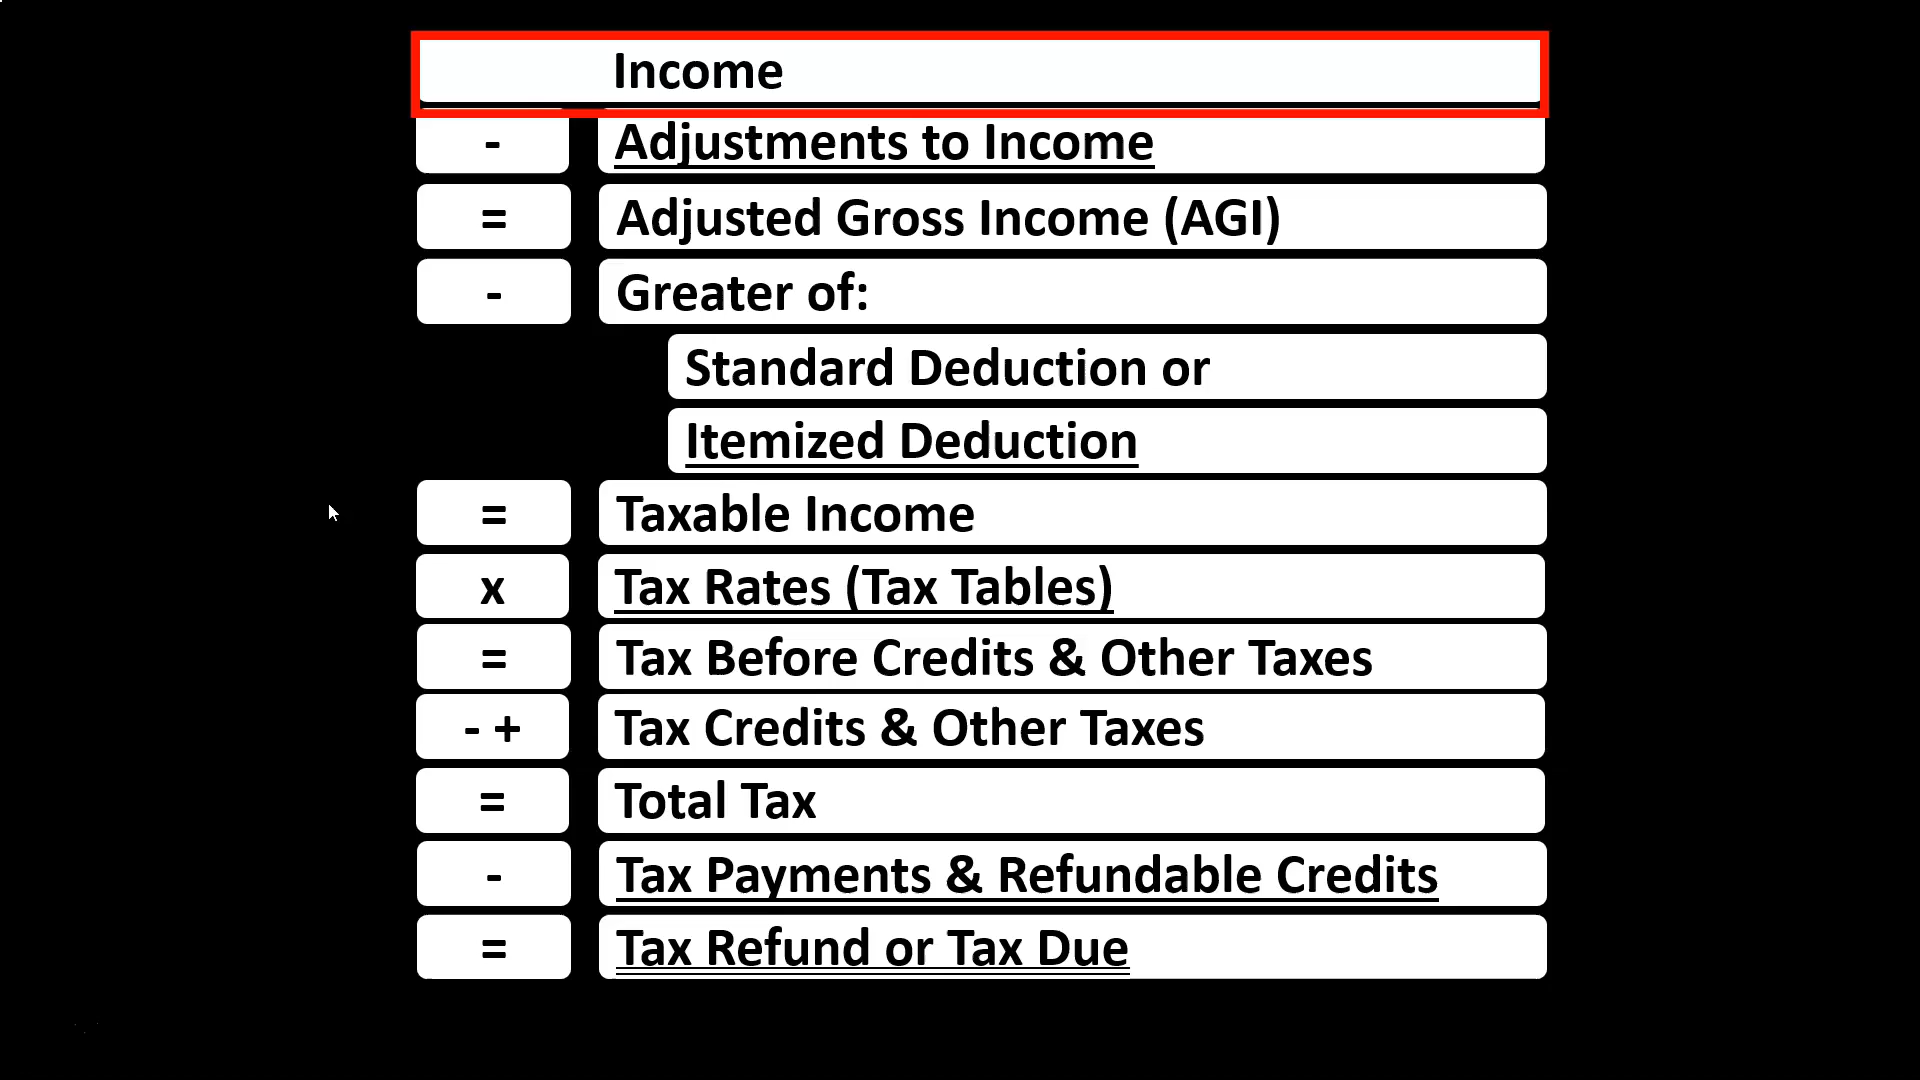 Income
- Adjustments to Income
= Adjusted Gross Income (AGI)
- Greater of:
Standard Deduction or
Itemized Deduction
= Taxable Income
x Tax Rates (Tax Tables)
= Tax Before Credits & Other Taxes
- + Tax Credits & Other Taxes
= Total Tax
- Tax Payments & Refundable Credits
= Tax Refund or Tax Due